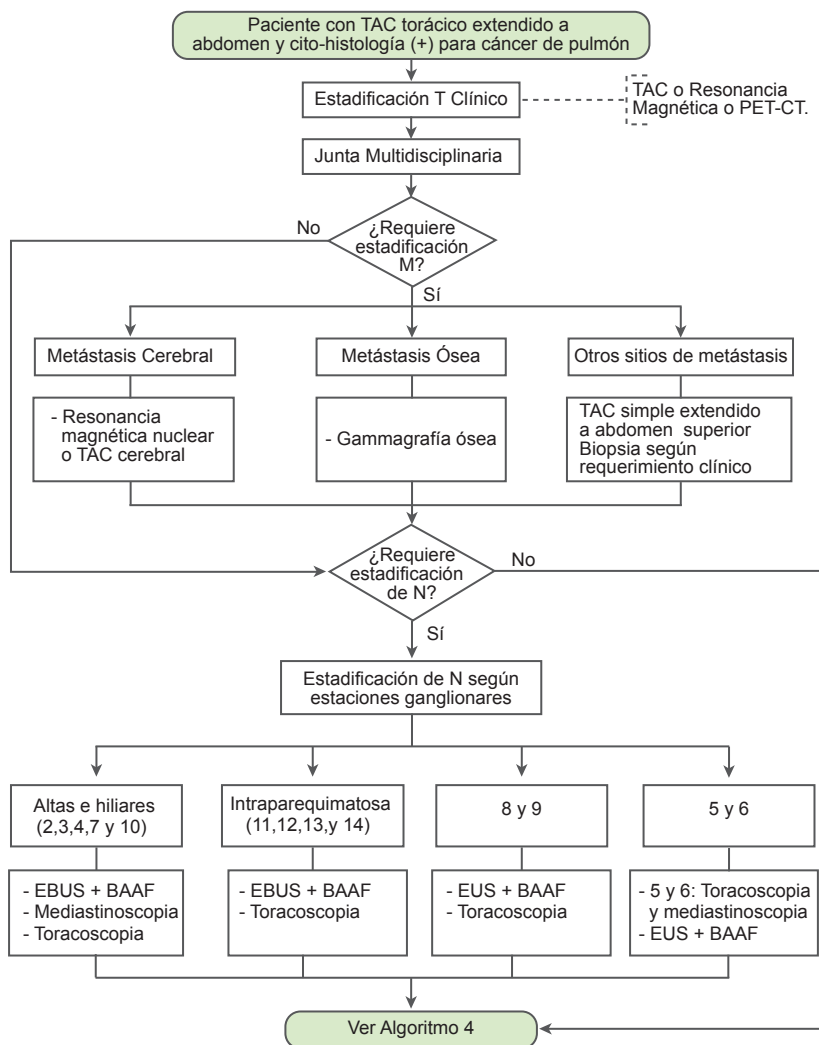 Paciente con TAC torácico extendido a
abdomen y cito-histología (+) para cáncer de pulmón
Estadificación T Clínico
TAC o Resonancia
Magnética o PET-CT.
Junta Multidisciplinaria
¿Requiere
estadificación
M?
No
Sí
Metástasis Cerebral
Metástasis Ósea
Otros sitios de metástasis
- Resonancia
magnética nuclear
o TAC cerebral
- Gammagrafía ósea
TAC simple extendido
a abdomen superior
Biopsia según
requerimiento clínico
¿Requiere
estadificación
de N?
No
Sí
Estadificación de N según
estaciones ganglionares
Altas e hiliares
(2,3,4,7 y 10)
Intraparequimatosa
(11,12,13,y 14)
8 y 9
5 y 6
- EBUS + BAAF
- Mediastinoscopia
- Toracoscopia
- EBUS + BAAF
- Toracoscopia
- EUS + BAAF
- Toracoscopia
- 5 y 6: Toracoscopia
y mediastinoscopia
- EUS + BAAF
Ver Algoritmo 4